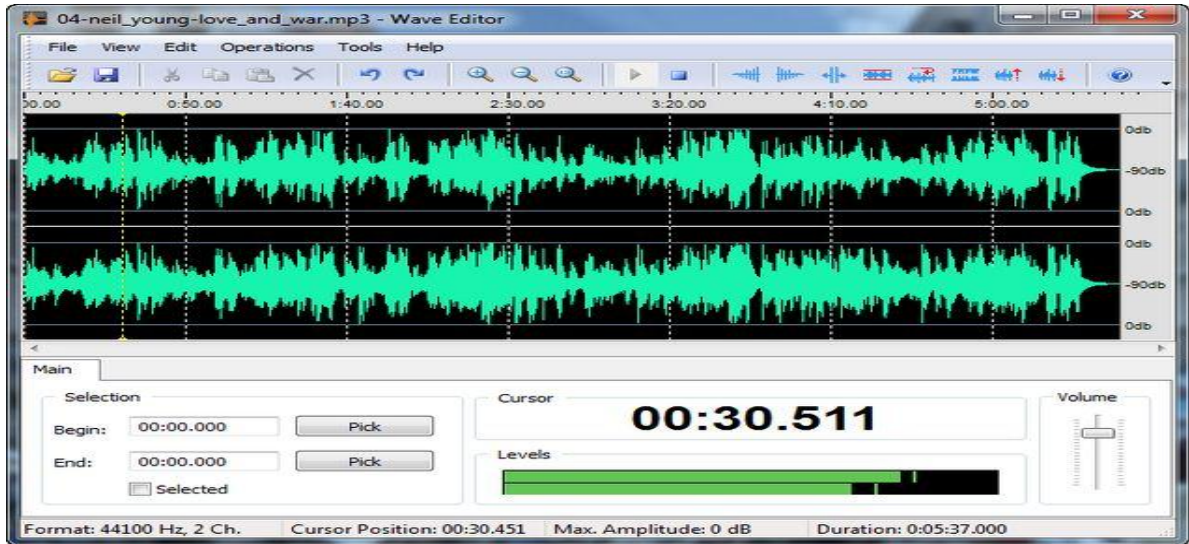 04-neil_young-love_and_war.mp3 - Wave Editor
File View Edit Operations Tools Help
00.00 0:50.00 1:40.00 2:30.00 3:20.00 4:10.00 5:00.00
0db
-90db
0db
0db
-90db
0db
Main
Selection
Begin: 00:00.000 Pick
End: 00:00.000 Pick
Selected
Cursor
00:30.511
Levels
Volume
Format: 44100 Hz, 2 Ch. Cursor Position: 00:30.451 Max. Amplitude: 0 dB Duration: 0:05:37.000